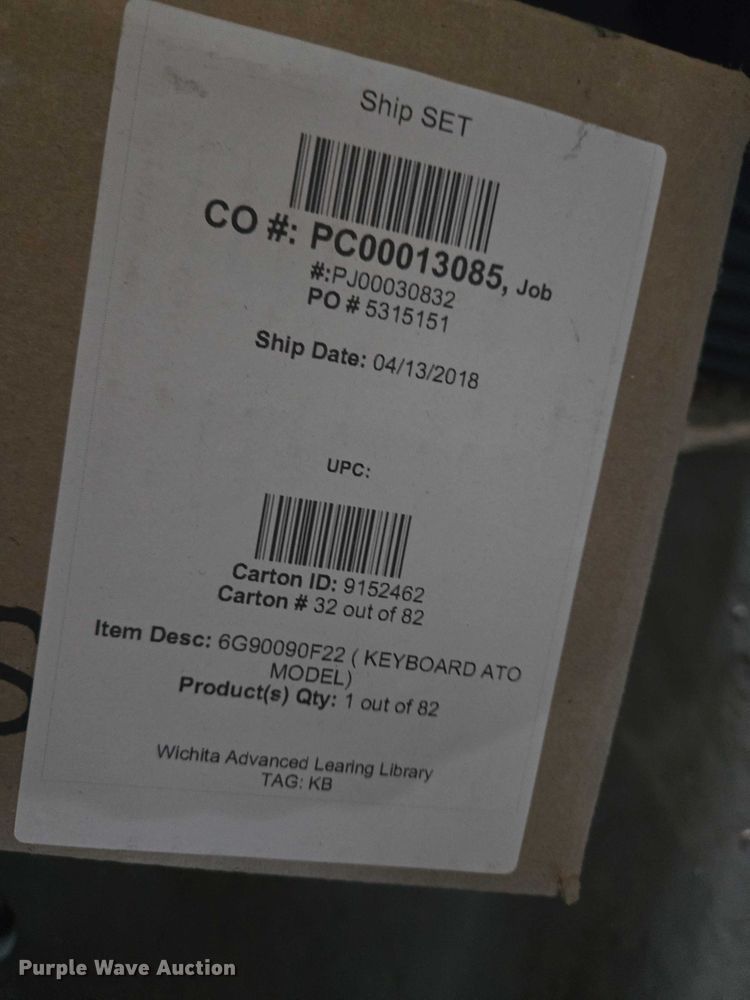 Ship SET
CO #: PC00013085, Job
#:PJ00030832
PO # 5315151
Ship Date: 04/13/2018
UPC:
Carton ID: 9152462
Carton # 32 out of 82
Item Desc: 6G90090F22 ( KEYBOARD ATO
MODEL)
Product(s) Qty: 1 out of 82
Wichita Advanced Learing Library
TAG: KB
Purple Wave Auction